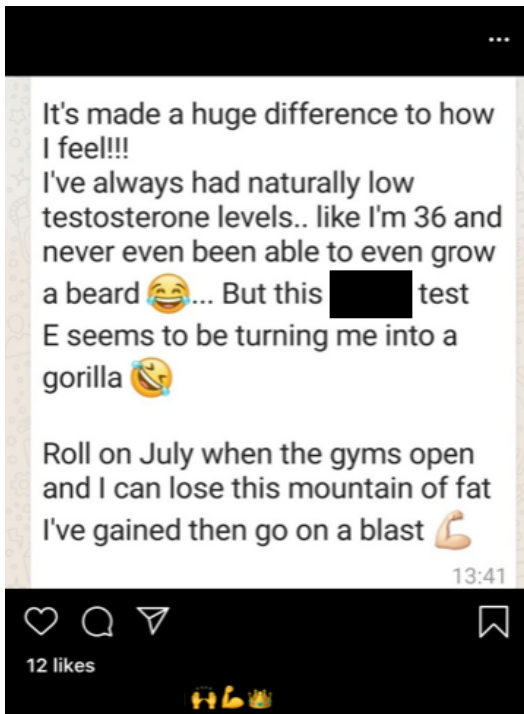 It's made a huge difference to how
I feel!!!
I've always had naturally low
testosterone levels.. like I'm 36 and
never even been able to even grow
a beard 😂... But this test
E seems to be turning me into a
gorilla 🤣
Roll on July when the gyms open
and I can lose this mountain of fat
I've gained then go on a blast 💪🏻
13:41
12 likes
🙌💪👑